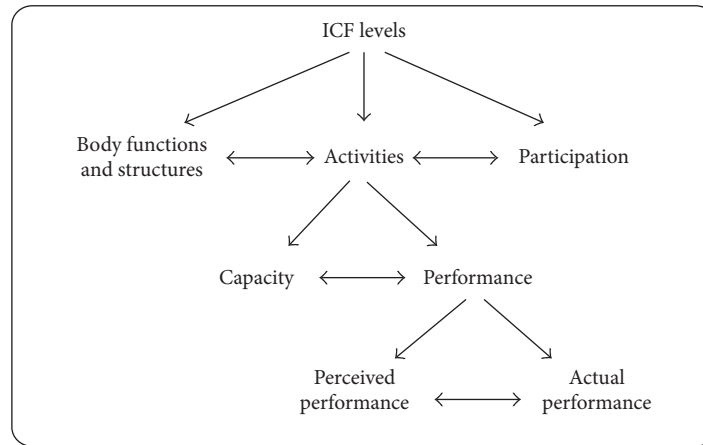 ICF levels
Body functions
and structures
Activities
Participation
Capacity
Performance
Perceived
performance
Actual
performance